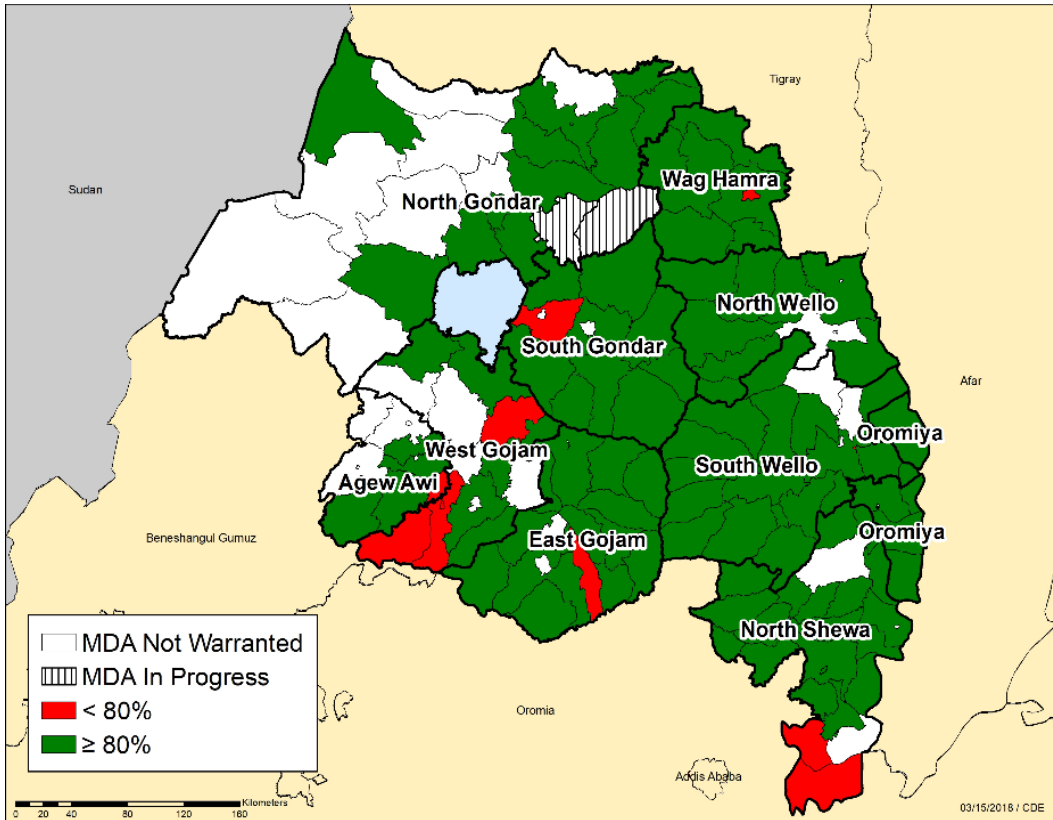 Tigray
Sudan
Wag Hamra
North Gondar
North Wello
South Gondar
Afar
Oromiya
West Gojam
South Wello
Agew Awi
Oromiya
Beneshangul Gumuz
East Gojam
North Shewa
MDA Not Warranted
MDA In Progress
< 80%
≥ 80%
Oromia
Addis Ababa
Kilometers
0 20 40 80 120 160
03/15/2018 / CDE